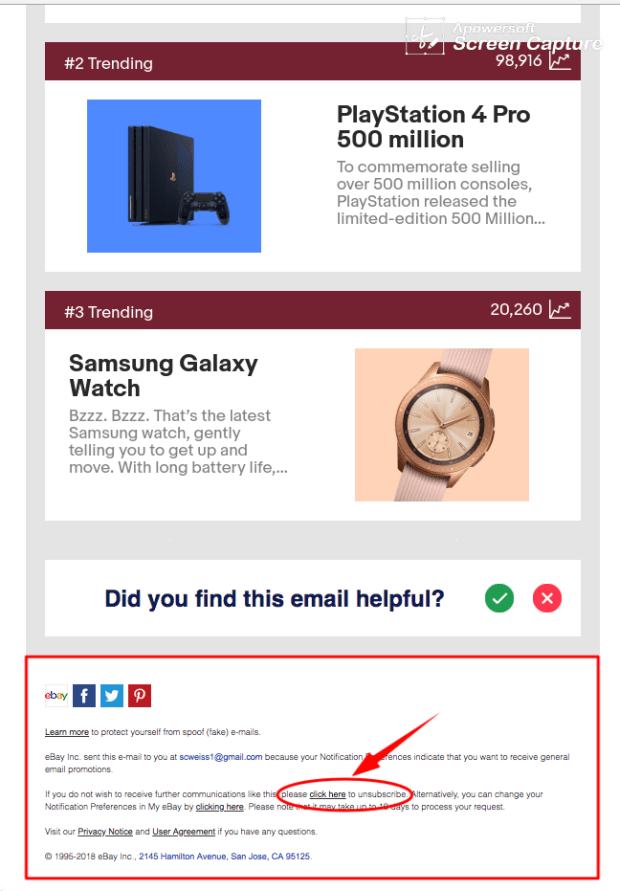 Apowersoft
Screen Capture
#2 Trending
98,916
PlayStation 4 Pro
500 million
To commemorate selling
over 500 million consoles,
PlayStation released the
limited-edition 500 Million...
#3 Trending
20,260
Samsung Galaxy
Watch
Bzzz. Bzzz. That's the latest
Samsung watch, gently
telling you to get up and
move. With long battery life,...
Did you find this email helpful?
ebay
Learn more to protect yourself from spoof (fake) e-mails.
eBay Inc. sent this e-mail to you at scweiss1@gmail.com because your Notification Preferences indicate that you want to receive general
email promotions.
If you do not wish to receive further communications like this, please click here to unsubscribe. Alternatively, you can change your
Notification Preferences in My eBay by clicking here. Please note that it may take up to 10 days to process your request.
Visit our Privacy Notice and User Agreement if you have any questions.
© 1995-2018 eBay Inc., 2145 Hamilton Avenue, San Jose, CA 95125.